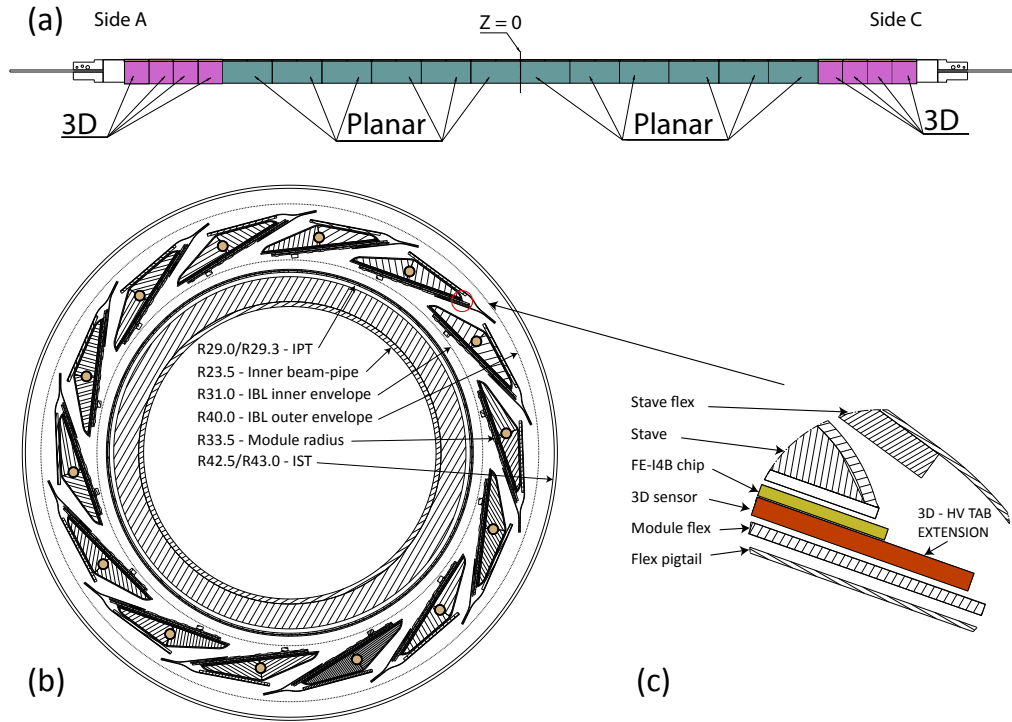 (a)
Side A
Z = 0
Side C
3D
Planar
Planar
3D
R29.0/R29.3 - IPT
R23.5 - Inner beam-pipe
R31.0 - IBL inner envelope
R40.0 - IBL outer envelope
R33.5 - Module radius
R42.5/R43.0 - IST
(b)
Stave flex
Stave
FE-I4B chip
3D sensor
Module flex
Flex pigtail
3D - HV TAB
EXTENSION
(c)